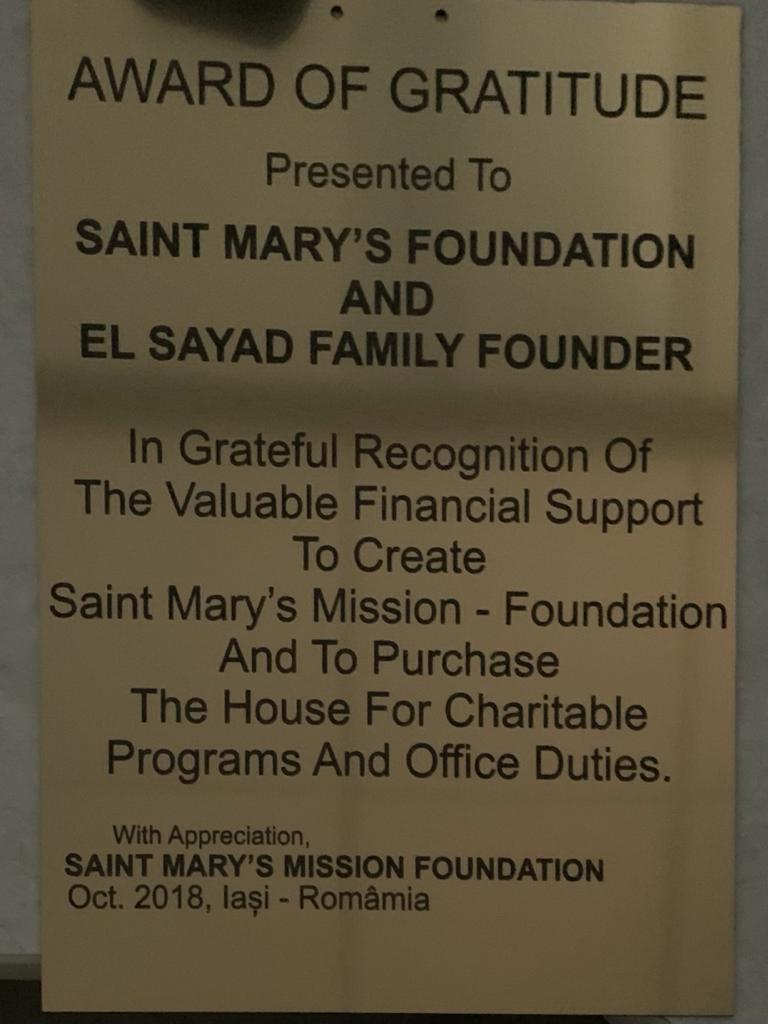 AWARD OF GRATITUDE
Presented To
SAINT MARY'S FOUNDATION
AND
EL SAYAD FAMILY FOUNDER
In Grateful Recognition Of
The Valuable Financial Support
To Create
Saint Mary's Mission - Foundation
And To Purchase
The House For Charitable
Programs And Office Duties.
With Appreciation,
SAINT MARY'S MISSION FOUNDATION
Oct. 2018, Iași - Româmia